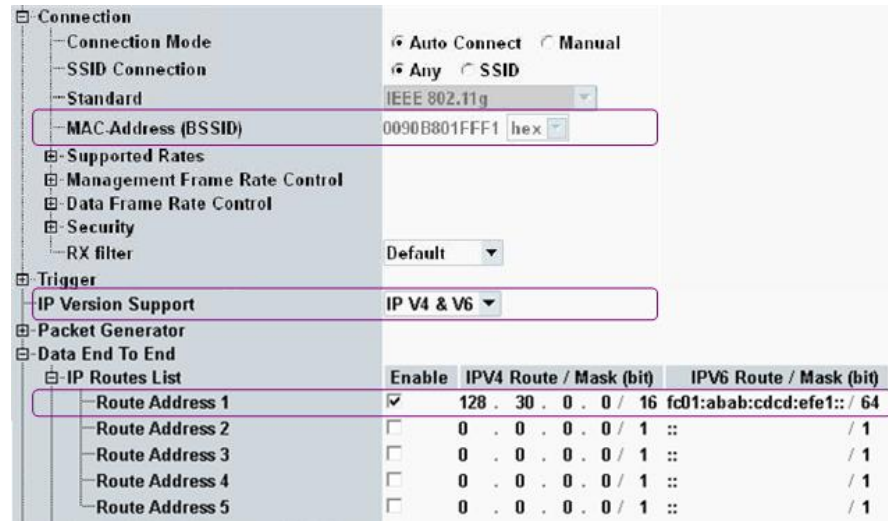 Connection
Connection Mode Auto Connect Manual
SSID Connection Any SSID
Standard IEEE 802.11g
MAC-Address (BSSID) 0090B801FFF1 hex
Supported Rates
Management Frame Rate Control
Data Frame Rate Control
Security
RX filter Default
Trigger
IP Version Support IP V4 & V6
Packet Generator
Data End To End
IP Routes List Enable IPV4 Route / Mask (bit) IPV6 Route / Mask (bit)
Route Address 1 128 . 30 . 0 . 0 / 16 fc01:abab:cdcd:efe1:: / 64
Route Address 2 0 . 0 . 0 . 0 / 1 :: / 1
Route Address 3 0 . 0 . 0 . 0 / 1 :: / 1
Route Address 4 0 . 0 . 0 . 0 / 1 :: / 1
Route Address 5 0 . 0 . 0 . 0 / 1 :: / 1